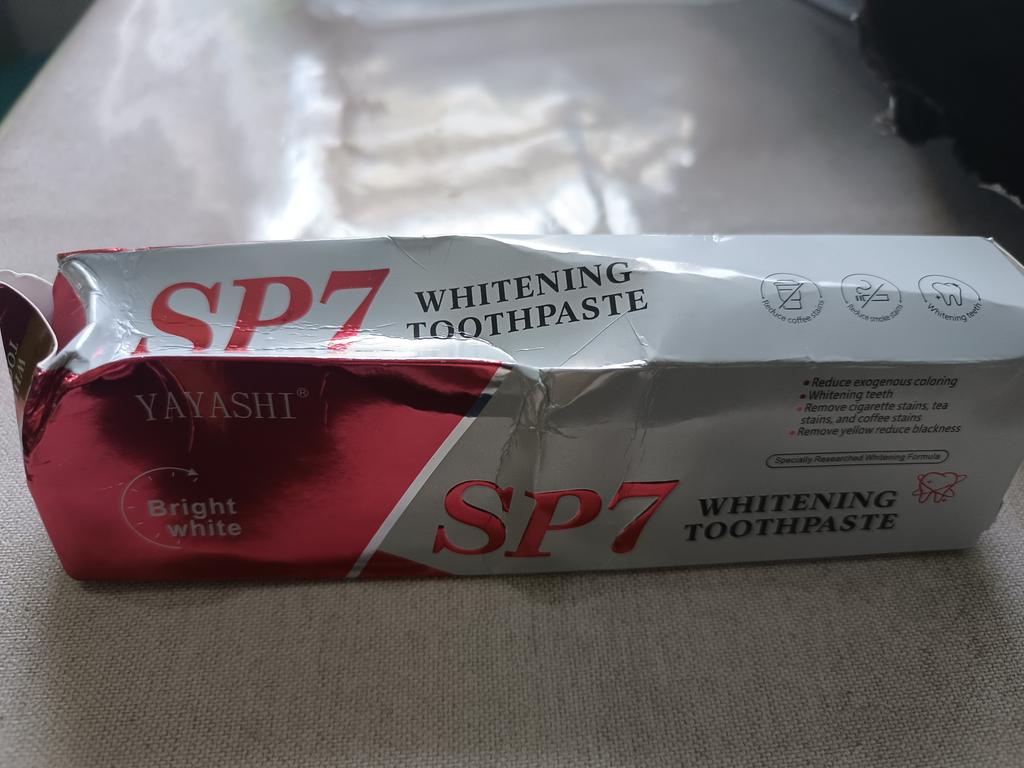 SP7
WHITENING
TOOTHPASTE
Reduce coffee stains
Reduce smoke stains
Whitening teeth
YAYASHI®
Bright
white
• Reduce exogenous coloring
• Whitening teeth
• Remove cigarette stains, tea
stains, and coffee stains
• Remove yellow reduce blackness
Specially Researched Whitening Formula
SP7
WHITENING
TOOTHPASTE